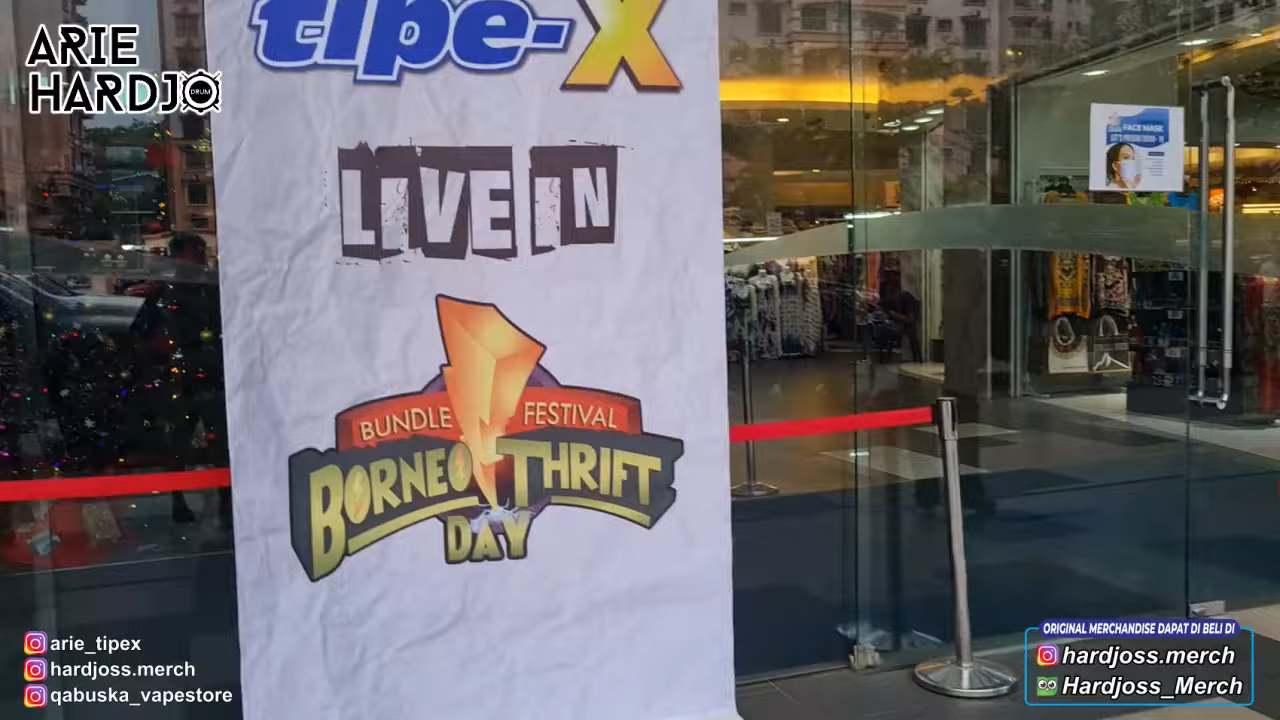 ARIE
HARDJO
DRUM
tipe-X
LIVE IN
BUNDLE FESTIVAL
BORNEO THRIFT
DAY
FACE MASK
arie_tipex
hardjoss.merch
qabuska_vapestore
ORIGINAL MERCHANDISE DAPAT DI BELI DI
hardjoss.merch
Hardjoss_Merch